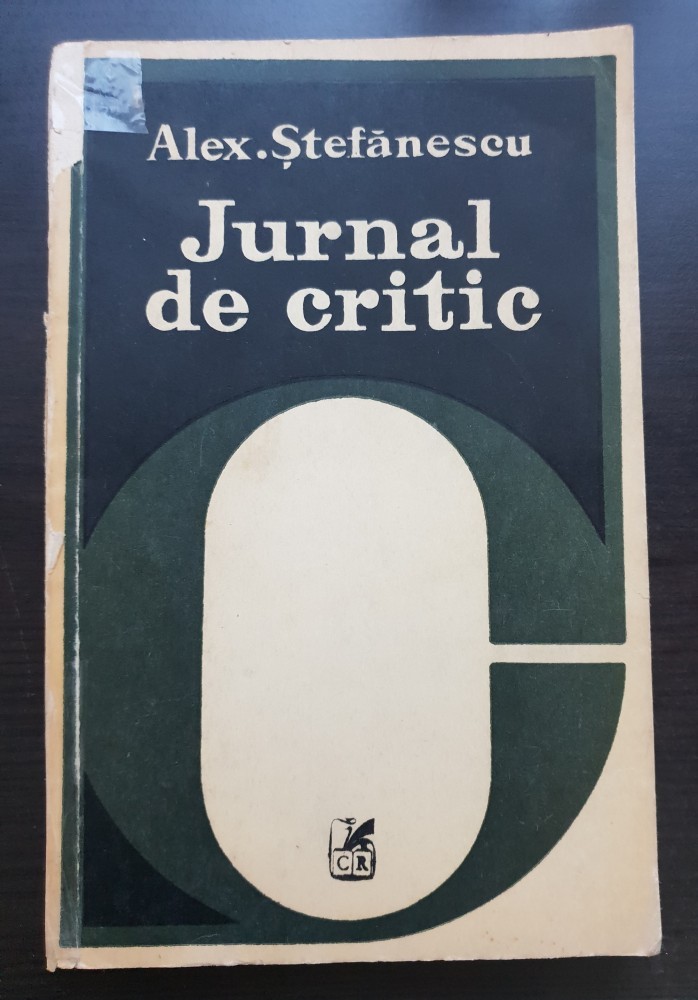 Alex. Ștefănescu
Jurnal
de critic
CR